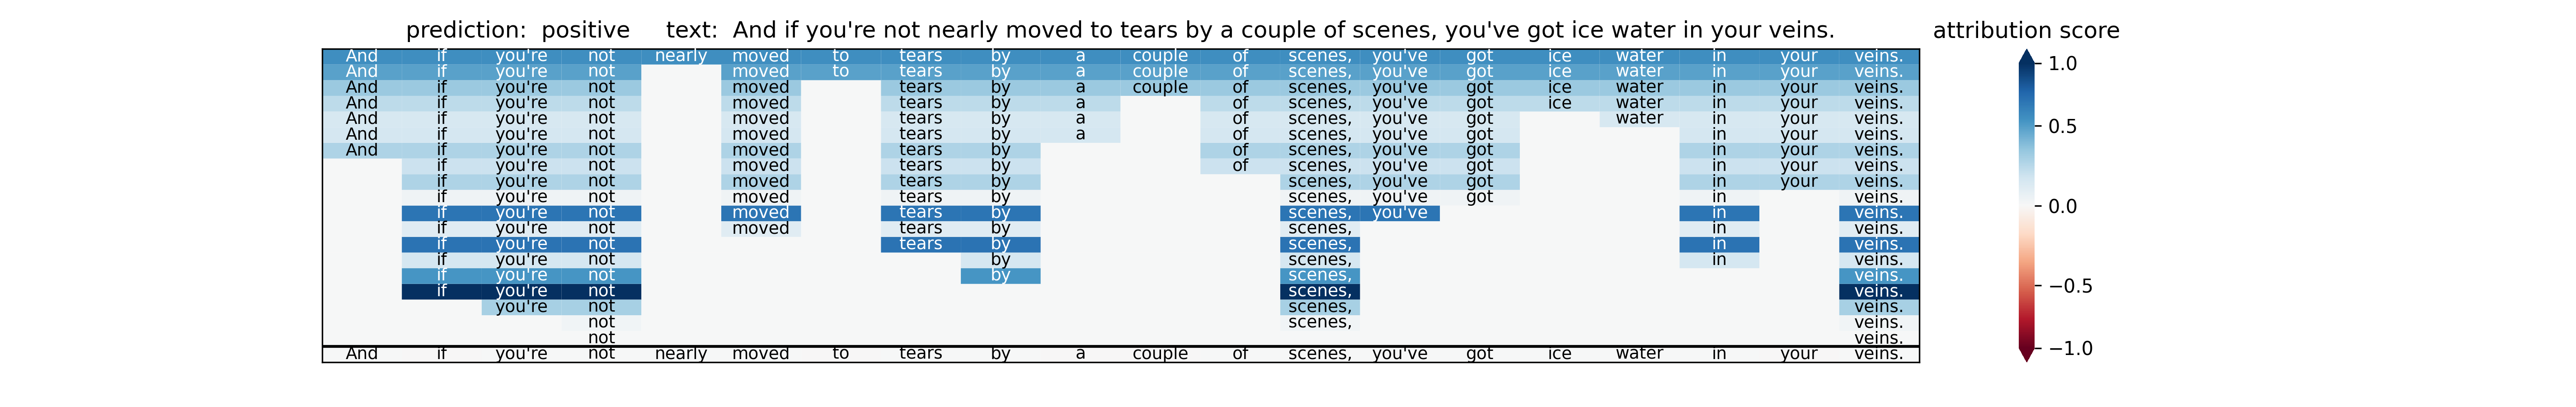 prediction: positive text: And if you're not nearly moved to tears by a couple of scenes, you've got ice water in your veins. attribution score
And if you're not nearly moved to tears by a couple of scenes, you've got ice water in your veins.
And if you're not moved to tears by a couple of scenes, you've got ice water in your veins.
And if you're not moved tears by a couple of scenes, you've got ice water in your veins.
And if you're not moved tears by a of scenes, you've got ice water in your veins.
And if you're not moved tears by a of scenes, you've got water in your veins.
And if you're not moved tears by a of scenes, you've got in your veins.
And if you're not moved tears by of scenes, you've got in your veins.
if you're not moved tears by of scenes, you've got in your veins.
if you're not moved tears by scenes, you've got in your veins.
if you're not moved tears by scenes, you've got in veins.
if you're not moved tears by scenes, you've in veins.
if you're not moved tears by scenes, in veins.
if you're not tears by scenes, in veins.
if you're not by scenes, in veins.
if you're not by scenes, veins.
if you're not scenes, veins.
you're not scenes, veins.
not scenes, veins.
not veins.
And if you're not nearly moved to tears by a couple of scenes, you've got ice water in your veins.
1.0
0.5
0.0
−0.5
−1.0